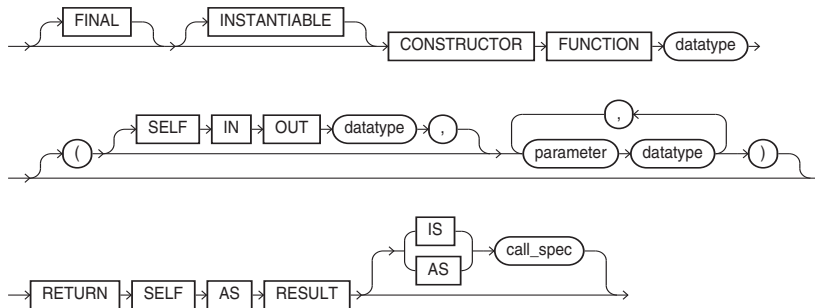 FINAL INSTANTIABLE
CONSTRUCTOR FUNCTION datatype
SELF IN OUT datatype ,
( parameter datatype )
,
RETURN SELF AS RESULT
IS
AS
call_spec